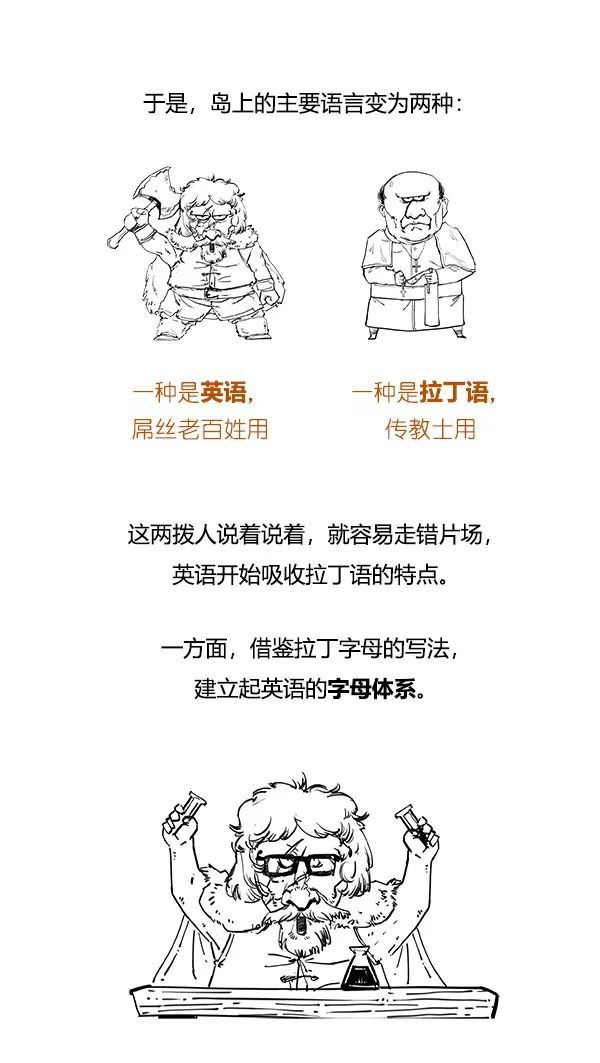 于是，岛上的主要语言变为两种：
一种是英语，
屌丝老百姓用
一种是拉丁语，
传教士用
这两拨人说着说着，就容易走错片场，
英语开始吸收拉丁语的特点。
一方面，借鉴拉丁字母的写法，
建立起英语的字母体系。